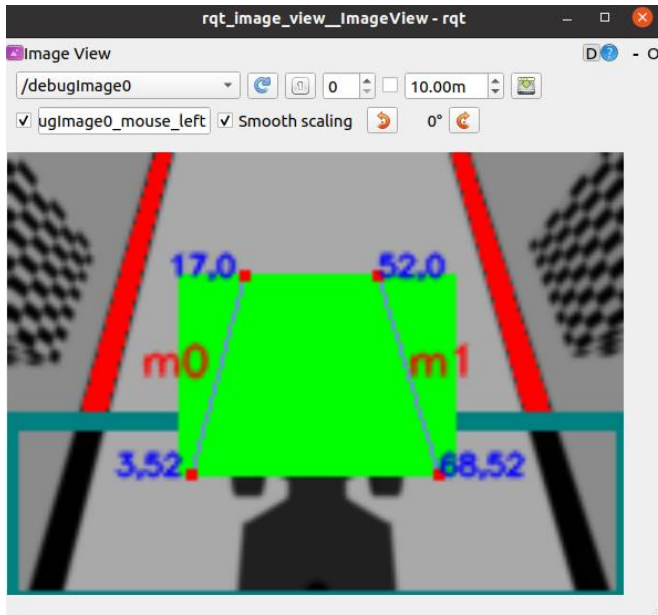 rqt_image_view__ImageView - rqt
Image View
D ? - O
/debugImage0 0 10.00m
ugImage0_mouse_left Smooth scaling 0°
17,0 52,0
m0 m1
3,52 68,52